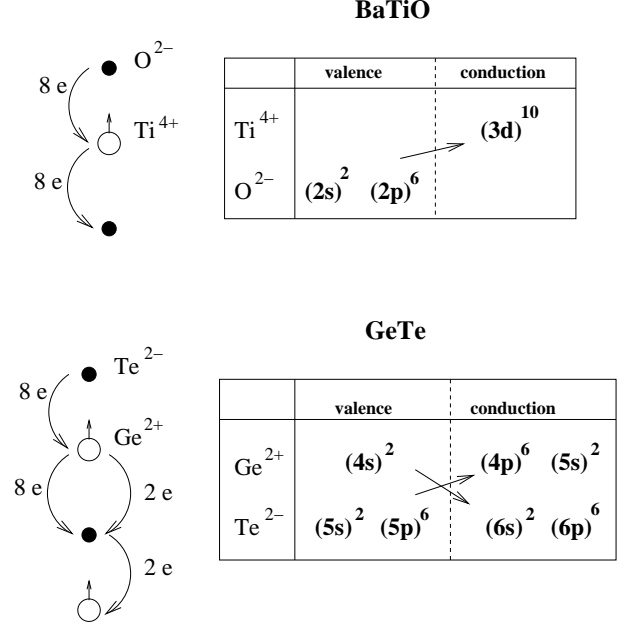 BaTiO
O²⁻
8 e
valence conduction
Ti⁴⁺
Ti⁴⁺ (3d)¹⁰
8 e
O²⁻ (2s)² (2p)⁶
GeTe
Te²⁻
8 e
valence conduction
Ge²⁺
Ge²⁺ (4s)² (4p)⁶ (5s)²
8 e 2 e
Te²⁻ (5s)² (5p)⁶ (6s)² (6p)⁶
2 e